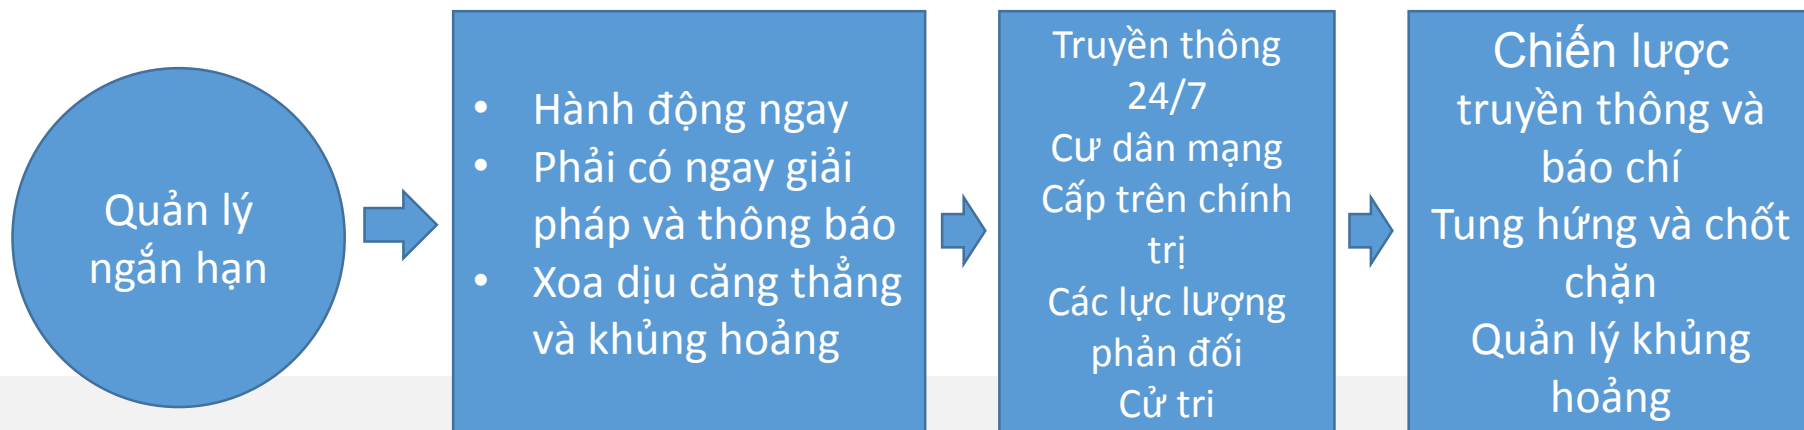 Quản lý
ngắn hạn
• Hành động ngay
• Phải có ngay giải
pháp và thông báo
• Xoa dịu căng thẳng
và khủng hoảng
Truyền thông
24/7
Cư dân mạng
Cấp trên chính
trị
Các lực lượng
phản đối
Cử tri
Chiến lược
truyền thông và
báo chí
Tung hứng và chốt
chặn
Quản lý khủng
hoảng